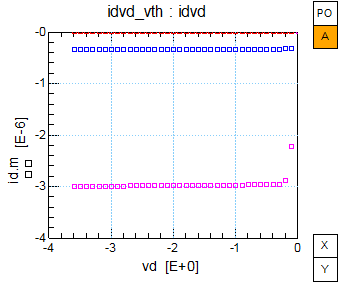 idvd_vth : idvd
PO
A
-0
-1
-2
-3
-4
id.m [E-6]
-4 -3 -2 -1 0
vd [E+0]
X
Y